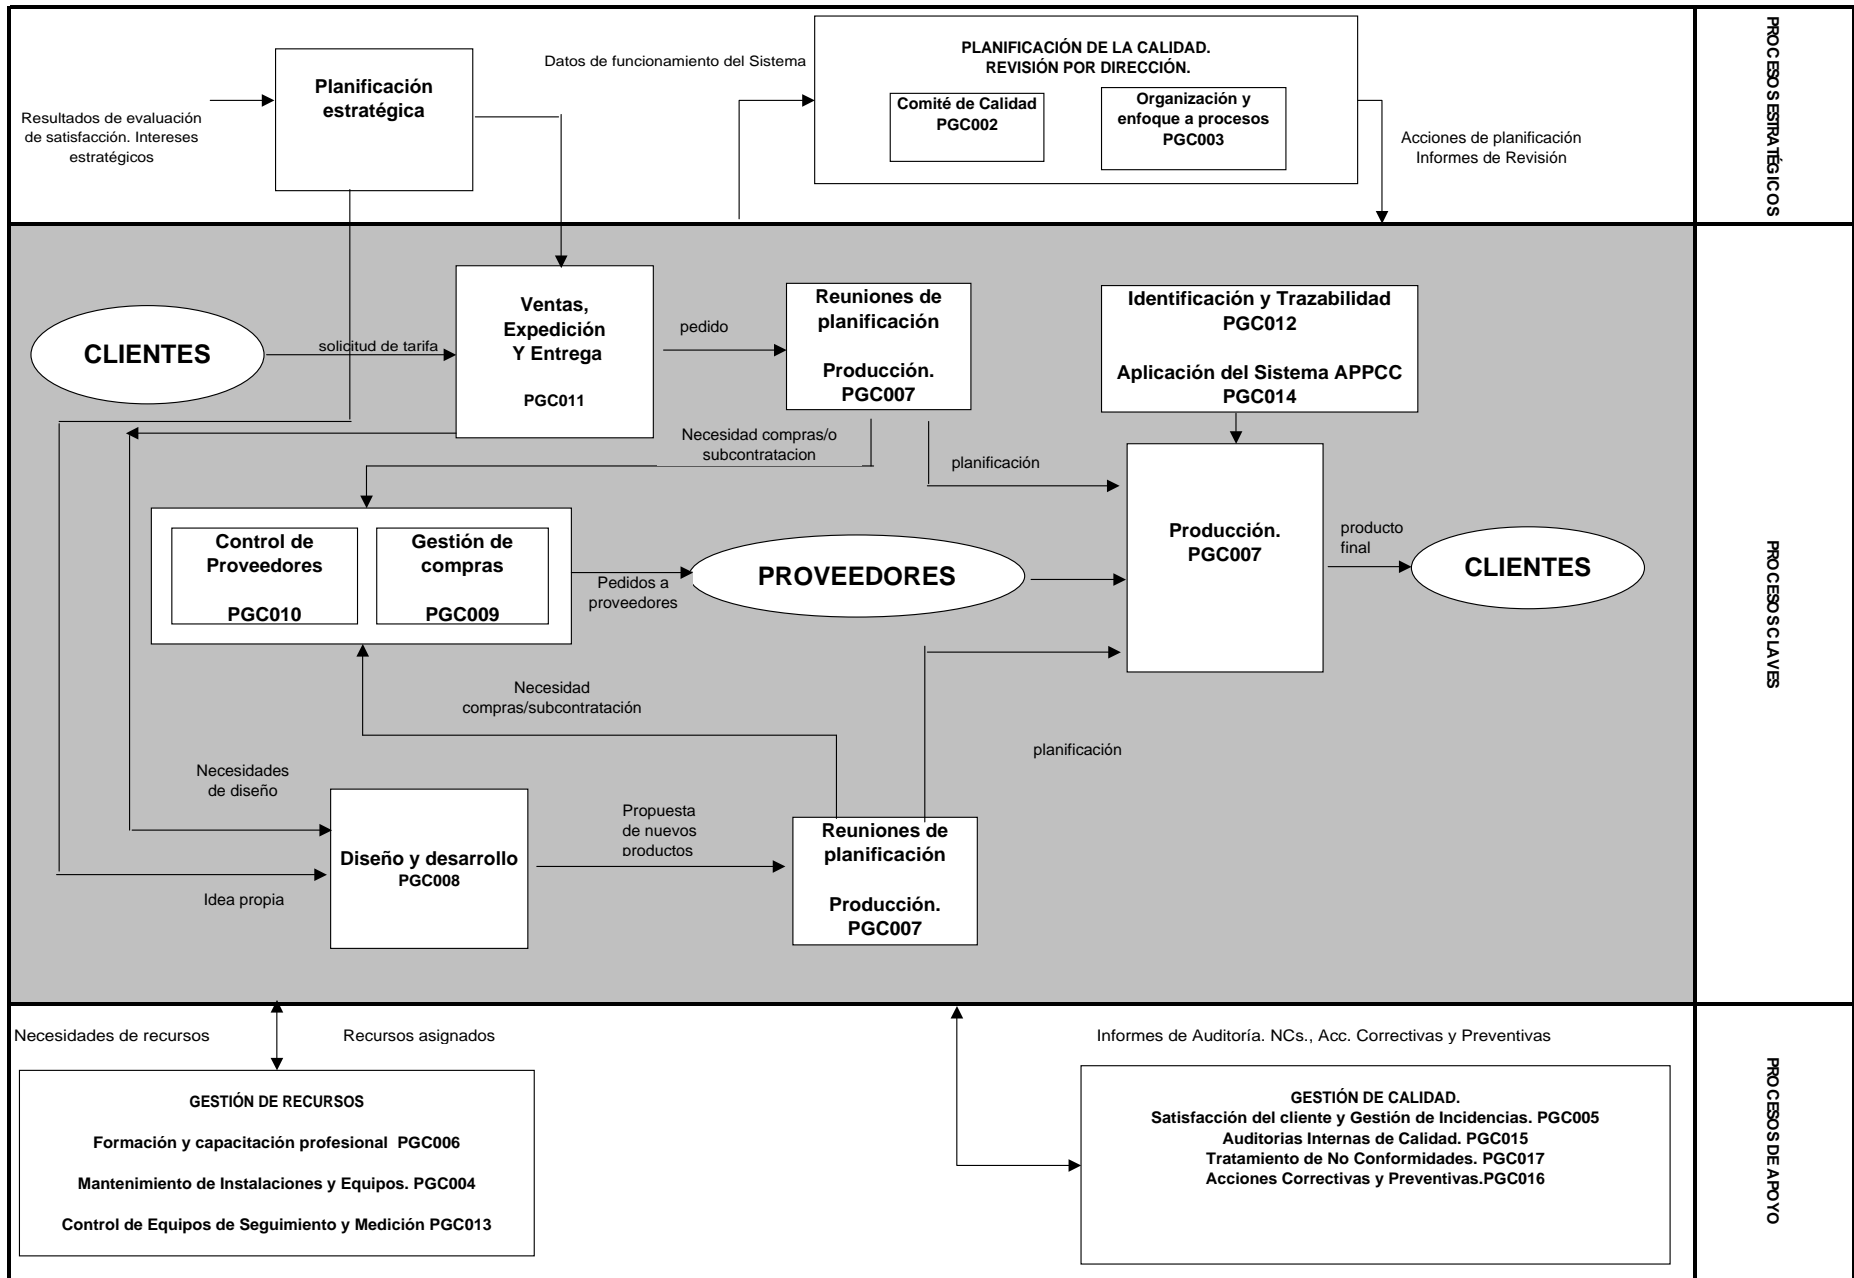 Resultados de evaluación
de satisfacción. Intereses
estratégicos
Planificación
estratégica
Datos de funcionamiento del Sistema
PLANIFICACIÓN DE LA CALIDAD.
REVISIÓN POR DIRECCIÓN.
Comité de Calidad
PGC002
Organización y
enfoque a procesos
PGC003
Acciones de planificación
Informes de Revisión
PROCESOS ESTRATÉGICOS
CLIENTES
solicitud de tarifa
Ventas,
Expedición
Y Entrega
PGC011
pedido
Reuniones de
planificación
Producción.
PGC007
Identificación y Trazabilidad
PGC012
Aplicación del Sistema APPCC
PGC014
Necesidad compras/o
subcontratacion
planificación
Control de
Proveedores
PGC010
Gestión de
compras
PGC009
Pedidos a
proveedores
PROVEEDORES
Producción.
PGC007
producto
final
CLIENTES
PROCESOS CLAVES
Necesidad
compras/subcontratación
planificación
Necesidades
de diseño
Idea propia
Diseño y desarrollo
PGC008
Propuesta
de nuevos
productos
Reuniones de
planificación
Producción.
PGC007
Necesidades de recursos
Recursos asignados
Informes de Auditoría. NCs., Acc. Correctivas y Preventivas
GESTIÓN DE RECURSOS
Formación y capacitación profesional PGC006
Mantenimiento de Instalaciones y Equipos. PGC004
Control de Equipos de Seguimiento y Medición PGC013
GESTIÓN DE CALIDAD.
Satisfacción del cliente y Gestión de Incidencias. PGC005
Auditorias Internas de Calidad. PGC015
Tratamiento de No Conformidades. PGC017
Acciones Correctivas y Preventivas.PGC016
PROCESOS DE APOYO